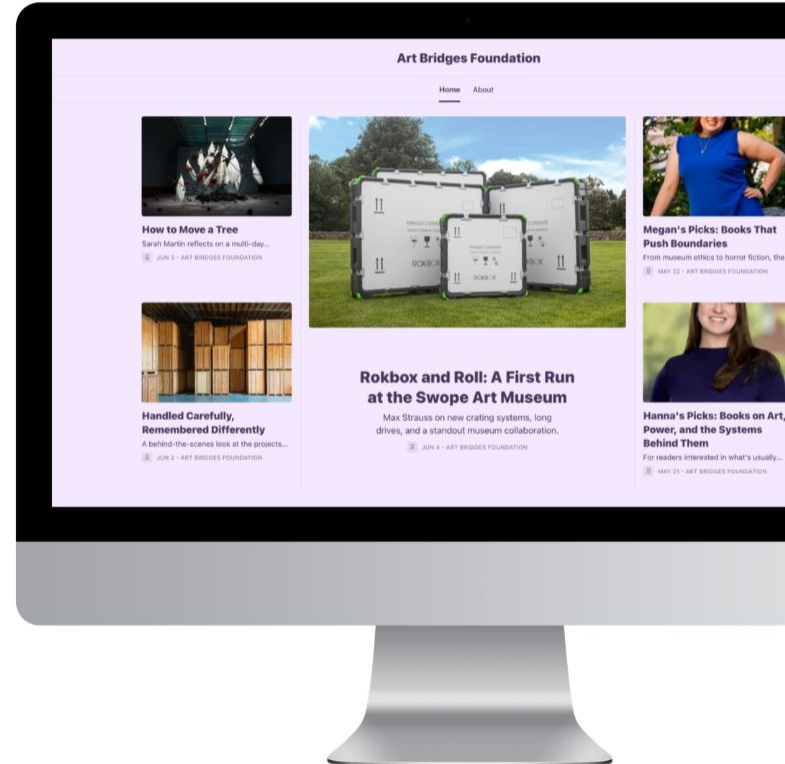 Art Bridges Foundation
Home About
How to Move a Tree
Sarah Martin reflects on a multi-day...
JUN 3 · ART BRIDGES FOUNDATION
Handled Carefully,
Remembered Differently
A behind-the-scenes look at the projects...
JUN 2 · ART BRIDGES FOUNDATION
ROKBOX
ROKBOX
Rokbox and Roll: A First Run
at the Swope Art Museum
Max Strauss on new crating systems, long
drives, and a standout museum collaboration.
JUN 4 · ART BRIDGES FOUNDATION
Megan's Picks: Books That
Push Boundaries
From museum ethics to horror fiction, the
MAY 22 · ART BRIDGES FOUNDATION
Hanna's Picks: Books on Art,
Power, and the Systems
Behind Them
For readers interested in what's usually...
MAY 21 · ART BRIDGES FOUNDATION